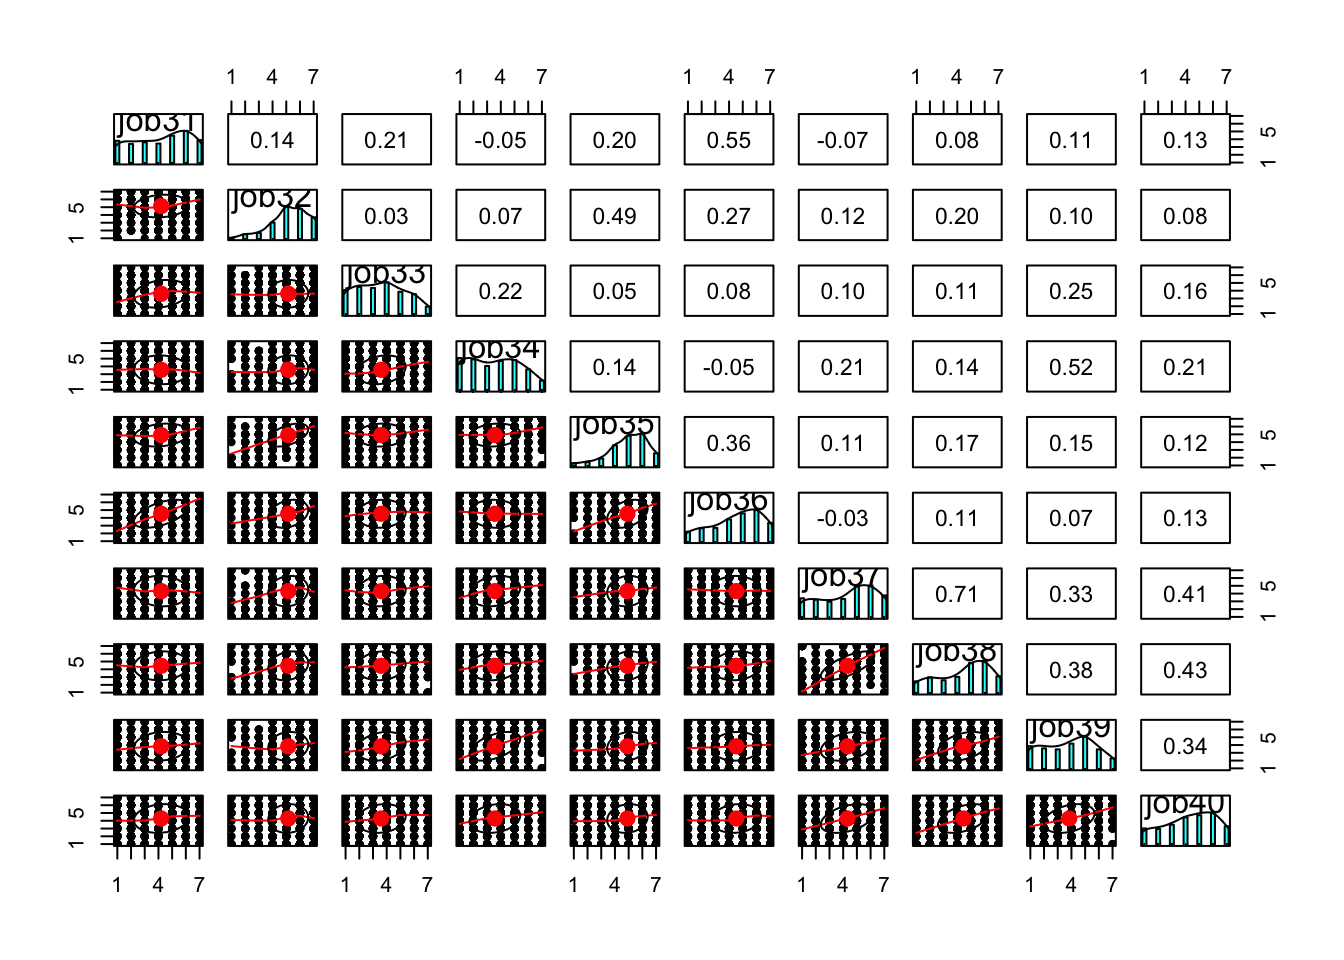 1 4 7 1 4 7 1 4 7 1 4 7 1 4 7
job31 0.14 0.21 -0.05 0.20 0.55 -0.07 0.08 0.11 0.13 1 5
1 5 job32 0.03 0.07 0.49 0.27 0.12 0.20 0.10 0.08
job33 0.22 0.05 0.08 0.10 0.11 0.25 0.16 1 5
1 5 job34 0.14 -0.05 0.21 0.14 0.52 0.21
job35 0.36 0.11 0.17 0.15 0.12 1 5
1 5 job36 -0.03 0.11 0.07 0.13
job37 0.71 0.33 0.41 1 5
1 5 job38 0.38 0.43
job39 0.34 1 5
1 5 job40
1 4 7 1 4 7 1 4 7 1 4 7 1 4 7